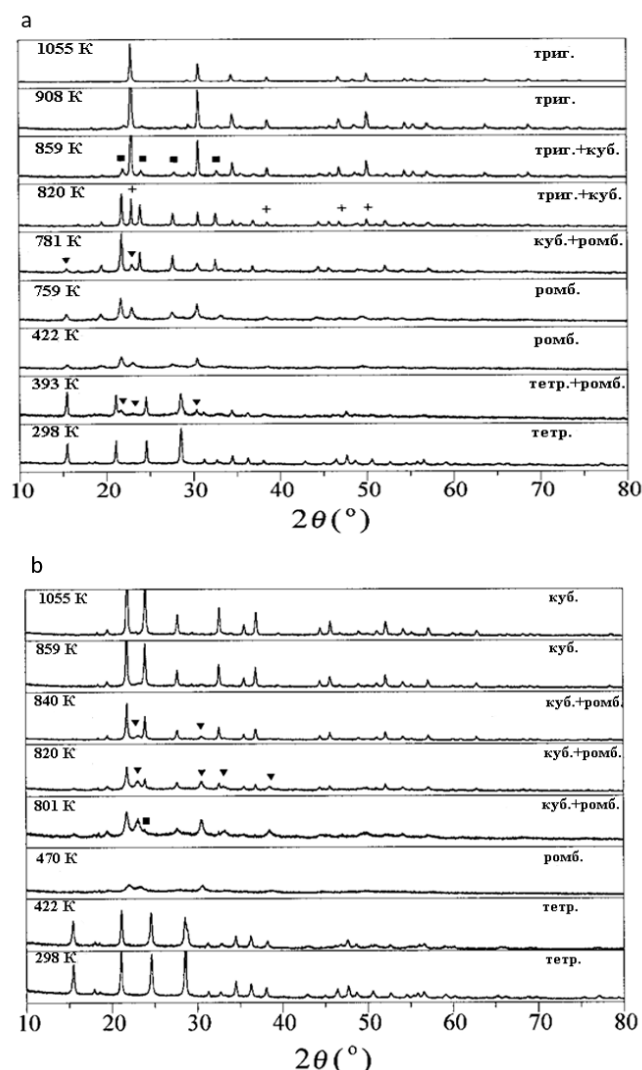 a
1055 К триг.
908 К триг.
859 К триг.+куб.
820 К триг.+куб.
781 К куб.+ромб.
759 К ромб.
422 К ромб.
393 К тетр.+ромб.
298 К тетр.
10 20 30 40 50 60 70 80
2θ(°)
b
1055 К куб.
859 К куб.
840 К куб.+ромб.
820 К куб.+ромб.
801 К куб.+ромб.
470 К ромб.
422 К тетр.
298 К тетр.
10 20 30 40 50 60 70 80
2θ(°)